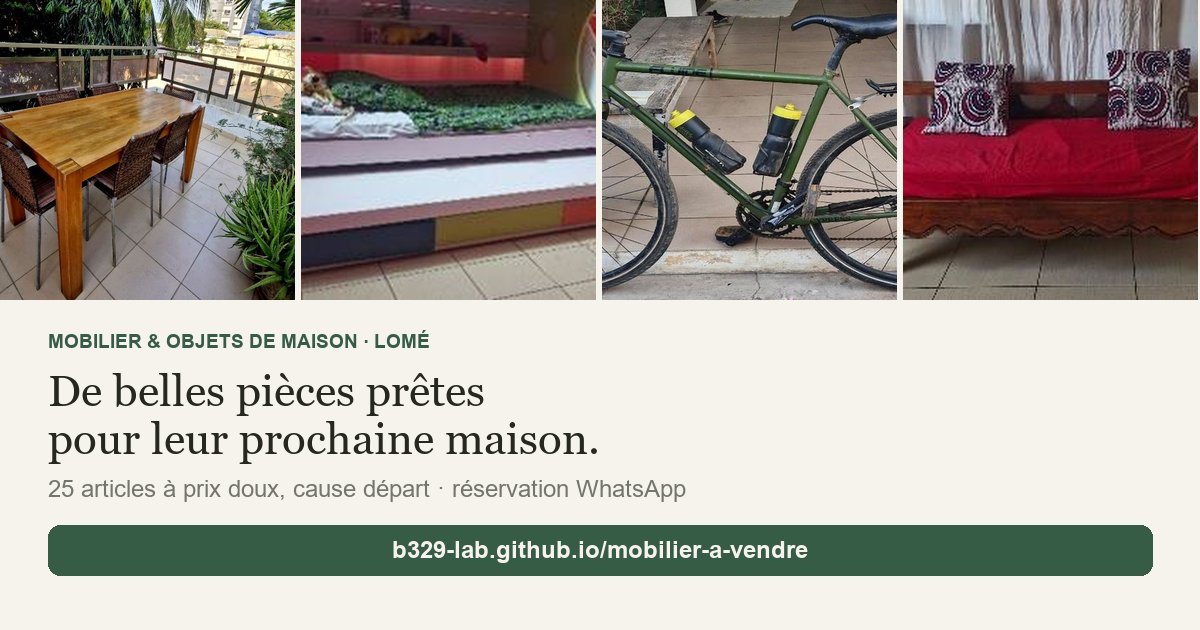 MOBILIER & OBJETS DE MAISON · LOMÉ
De belles pièces prêtes
pour leur prochaine maison.
25 articles à prix doux, cause départ · réservation WhatsApp
b329-lab.github.io/mobilier-a-vendre